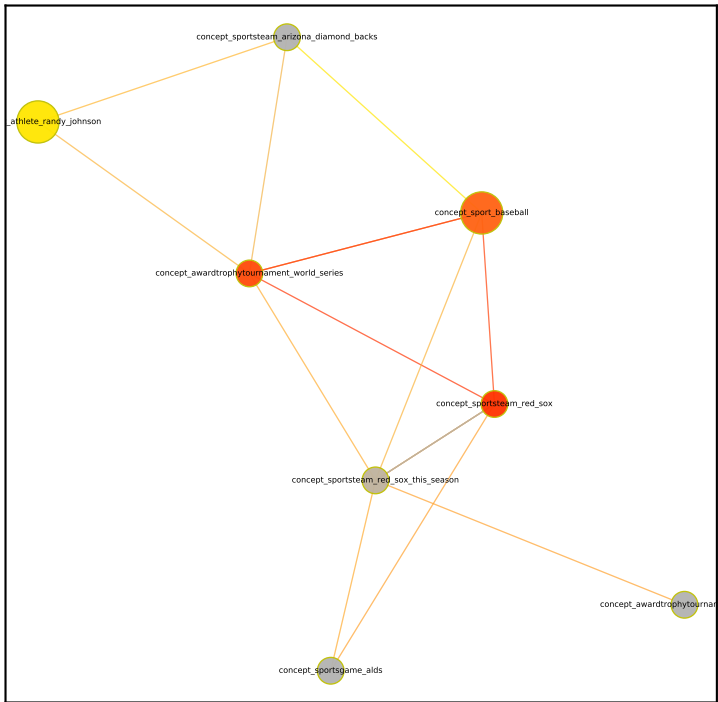 concept_sportsteam_arizona_diamond_backs
_athlete_randy_johnson
concept_sport_baseball
concept_awardtrophytournament_world_series
concept_sportsteam_red_sox
concept_sportsteam_red_sox_this_season
concept_awardtrophytournar
concept_sportsgame_alds